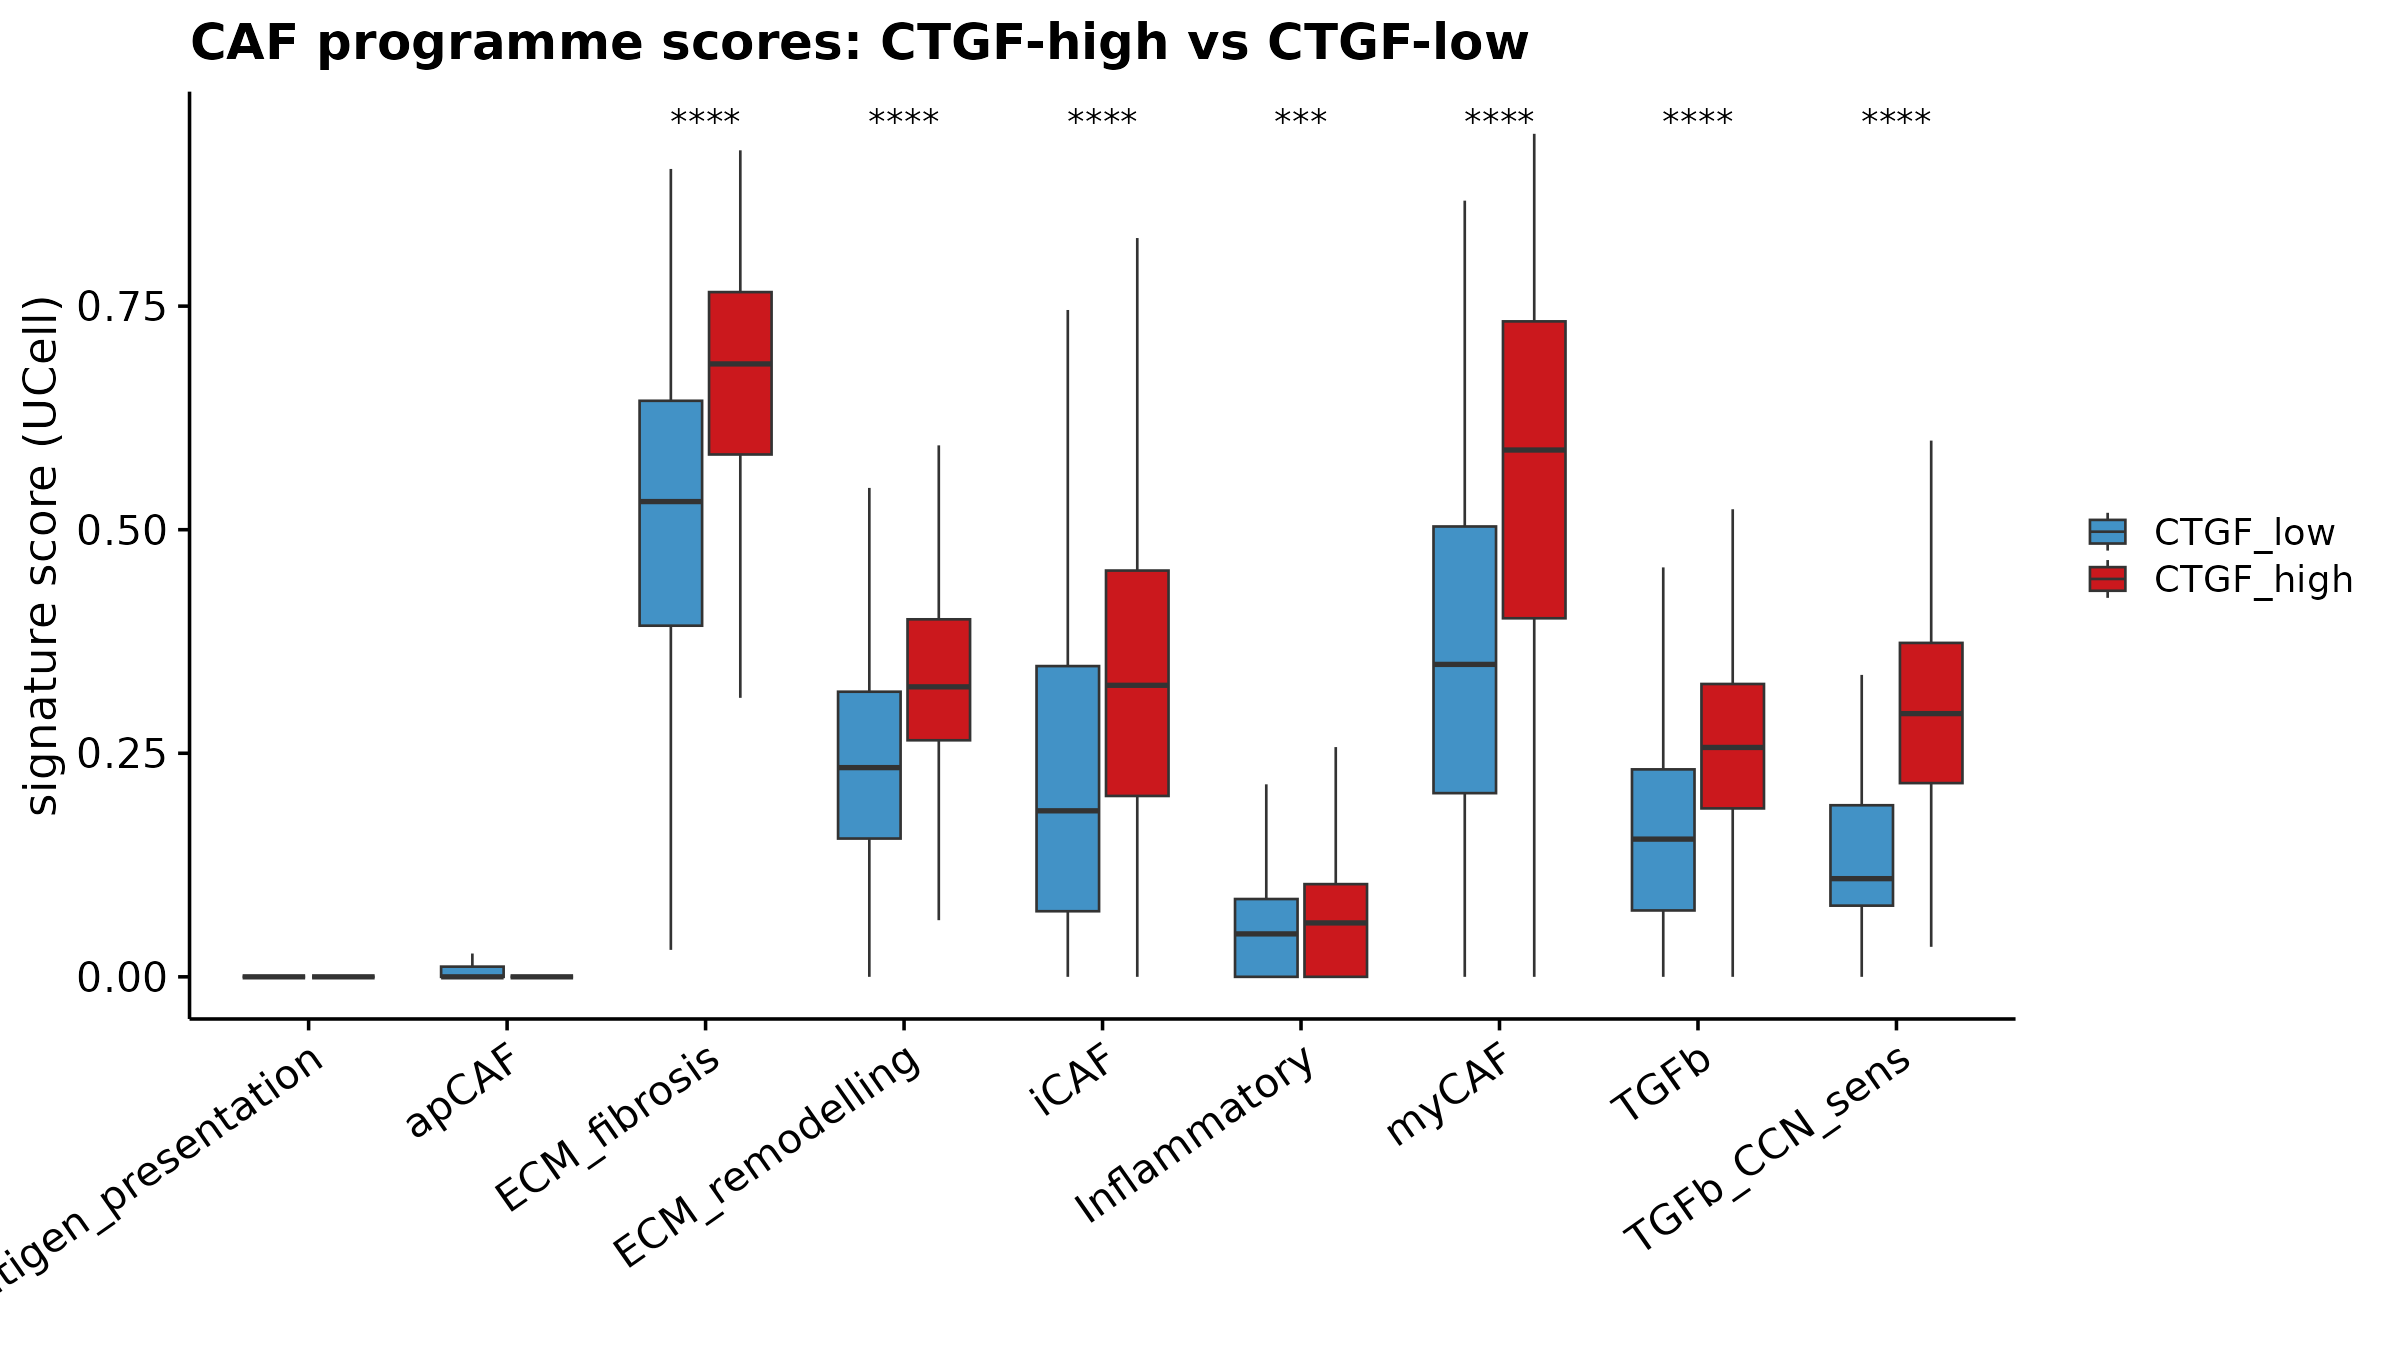 CAF programme scores: CTGF-high vs CTGF-low
**** **** **** *** **** **** ****
signature score (UCell)
0.75
0.50
0.25
0.00
CTGF_low
CTGF_high
tigen_presentation
apCAF
ECM_fibrosis
ECM_remodelling
iCAF
Inflammatory
myCAF
TGFb
TGFb_CCN_sens